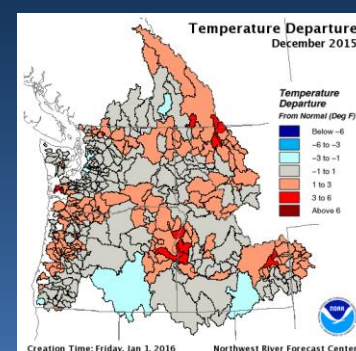 Temperature Departure
December 2015
Temperature
Departure
From Normal (Deg F)
Below -6
-6 to -3
-3 to -1
-1 to 1
1 to 3
3 to 6
Above 6
NOAA
Creation Time: Friday, Jan 1, 2016 Northwest River Forecast Center